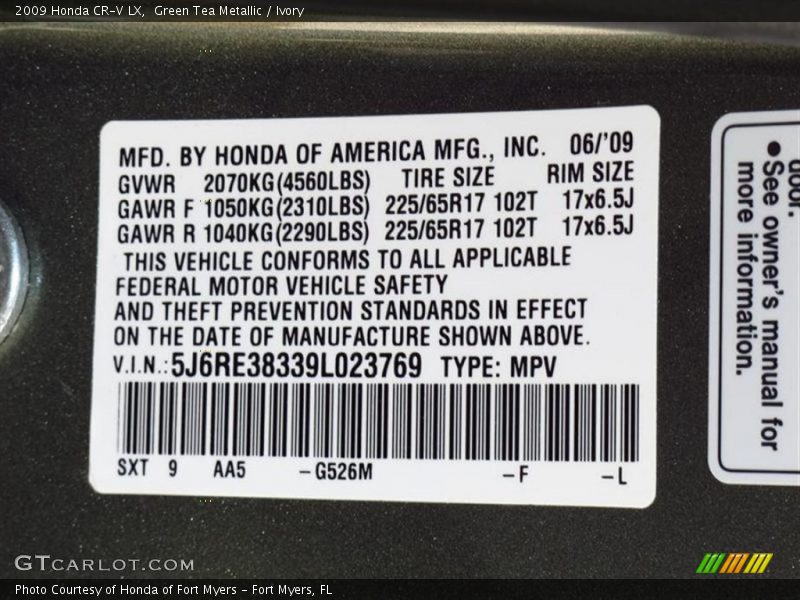 2009 Honda CR-V LX,  Green Tea Metallic / Ivory
MFD. BY HONDA OF AMERICA MFG., INC. 06/'09
GVWR 2070KG(4560LBS) TIRE SIZE RIM SIZE
GAWR F 1050KG(2310LBS) 225/65R17 102T 17x6.5J
GAWR R 1040KG(2290LBS) 225/65R17 102T 17x6.5J
THIS VEHICLE CONFORMS TO ALL APPLICABLE
FEDERAL MOTOR VEHICLE SAFETY
AND THEFT PREVENTION STANDARDS IN EFFECT
ON THE DATE OF MANUFACTURE SHOWN ABOVE.
V.I.N.:5J6RE38339L023769 TYPE: MPV
SXT 9 AA5 -G526M -F -L
door.
● See owner's manual for
more information.
GTCARLOT.COM
Photo Courtesy of Honda of Fort Myers - Fort Myers, FL